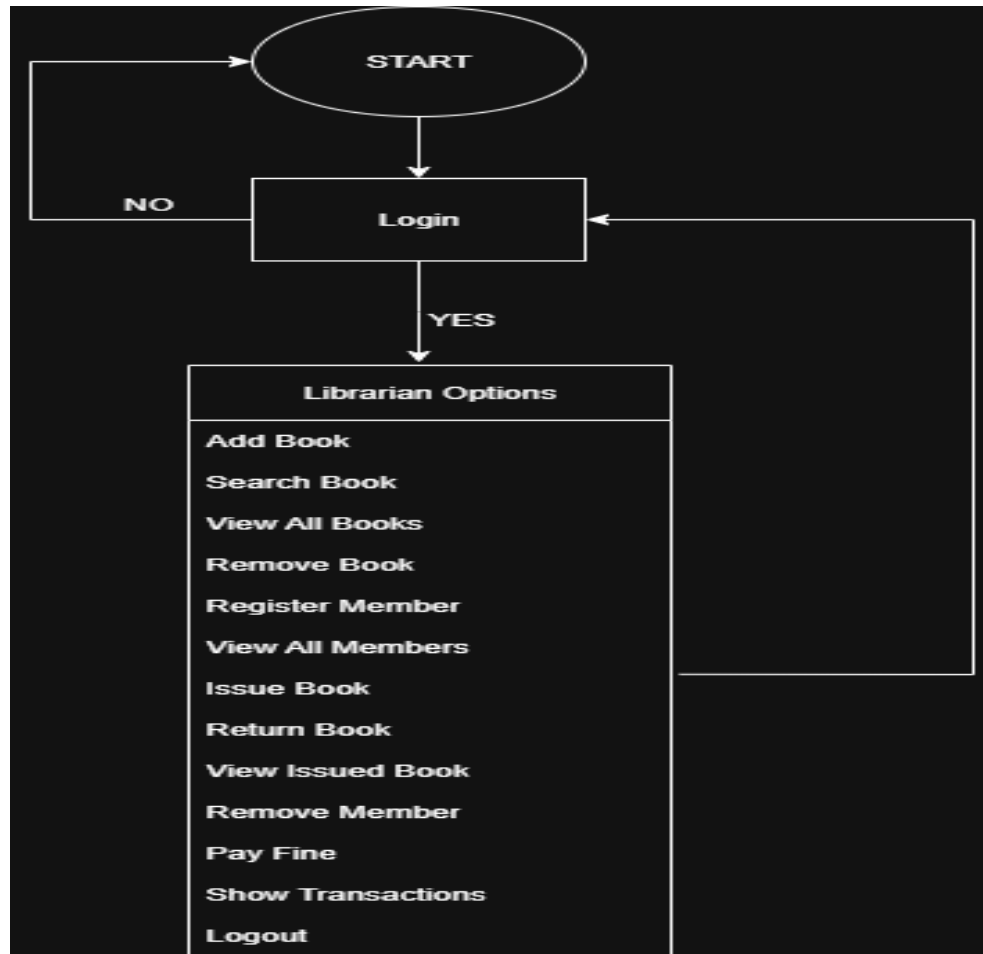 START
NO
Login
YES
Librarian Options
Add Book
Search Book
View All Books
Remove Book
Register Member
View All Members
Issue Book
Return Book
View Issued Book
Remove Member
Pay Fine
Show Transactions
Logout